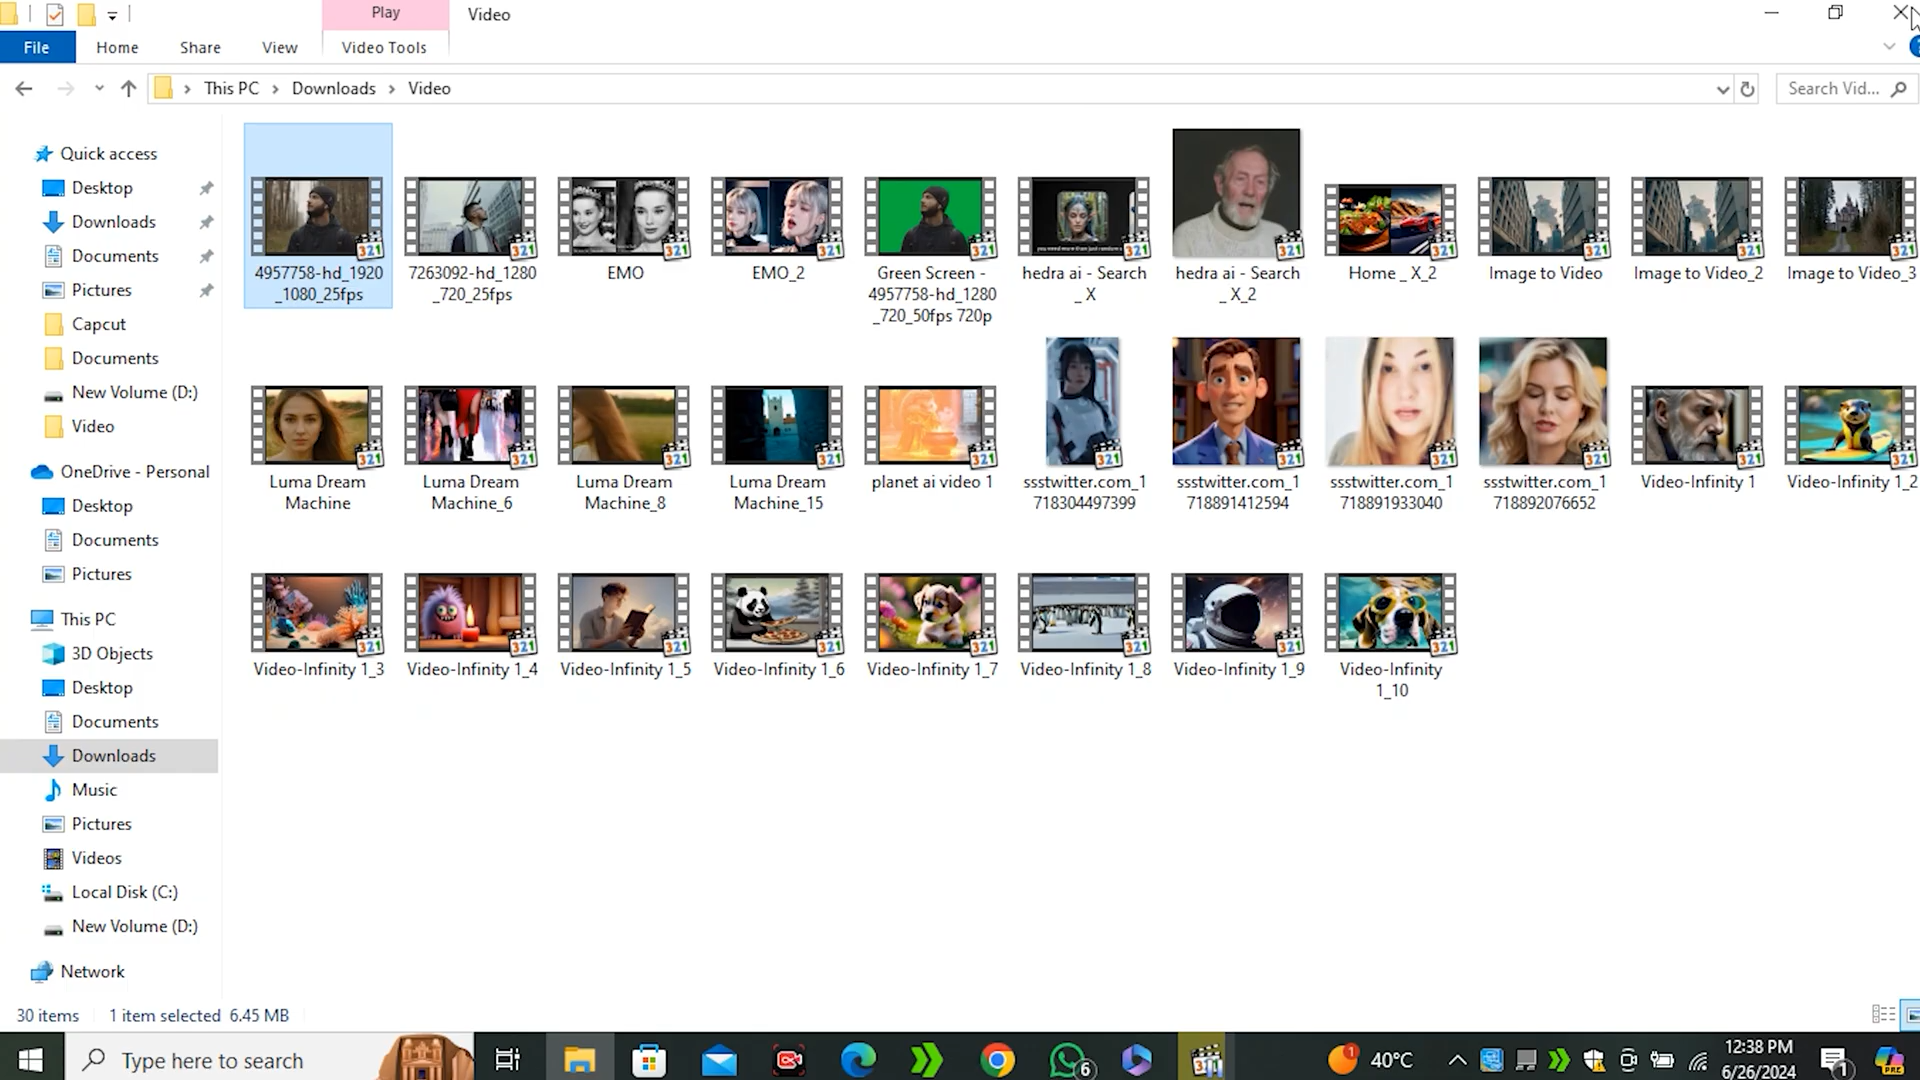 Play
Video
File
Home
Share
View
Video Tools
This PC
Downloads
Video
Search Vid...
Quick access
Desktop
Downloads
Documents
Pictures
Capcut
Documents
New Volume (D:)
Video
OneDrive - Personal
Desktop
Documents
Pictures
This PC
3D Objects
Desktop
Documents
Downloads
Music
Pictures
Videos
Local Disk (C:)
New Volume (D:)
Network
4957758-hd_1920
_1080_25fps
7263092-hd_1280
_720_25fps
EMO
EMO_2
Green Screen -
4957758-hd_1280
_720_50fps 720p
hedra ai - Search
_ X
hedra ai - Search
_ X_2
Home _ X_2
Image to Video
Image to Video_2
Image to Video_3
Luma Dream
Machine
Luma Dream
Machine_6
Luma Dream
Machine_8
Luma Dream
Machine_15
planet ai video 1
ssstwitter.com_1
718304497399
ssstwitter.com_1
718891412594
ssstwitter.com_1
718891933040
ssstwitter.com_1
718892076652
Video-Infinity 1
Video-Infinity 1_2
Video-Infinity 1_3
Video-Infinity 1_4
Video-Infinity 1_5
Video-Infinity 1_6
Video-Infinity 1_7
Video-Infinity 1_8
Video-Infinity 1_9
Video-Infinity
1_10
30 items
1 item selected 6.45 MB
Type here to search
6
1
40°C
12:38 PM
6/26/2024
1
PRE